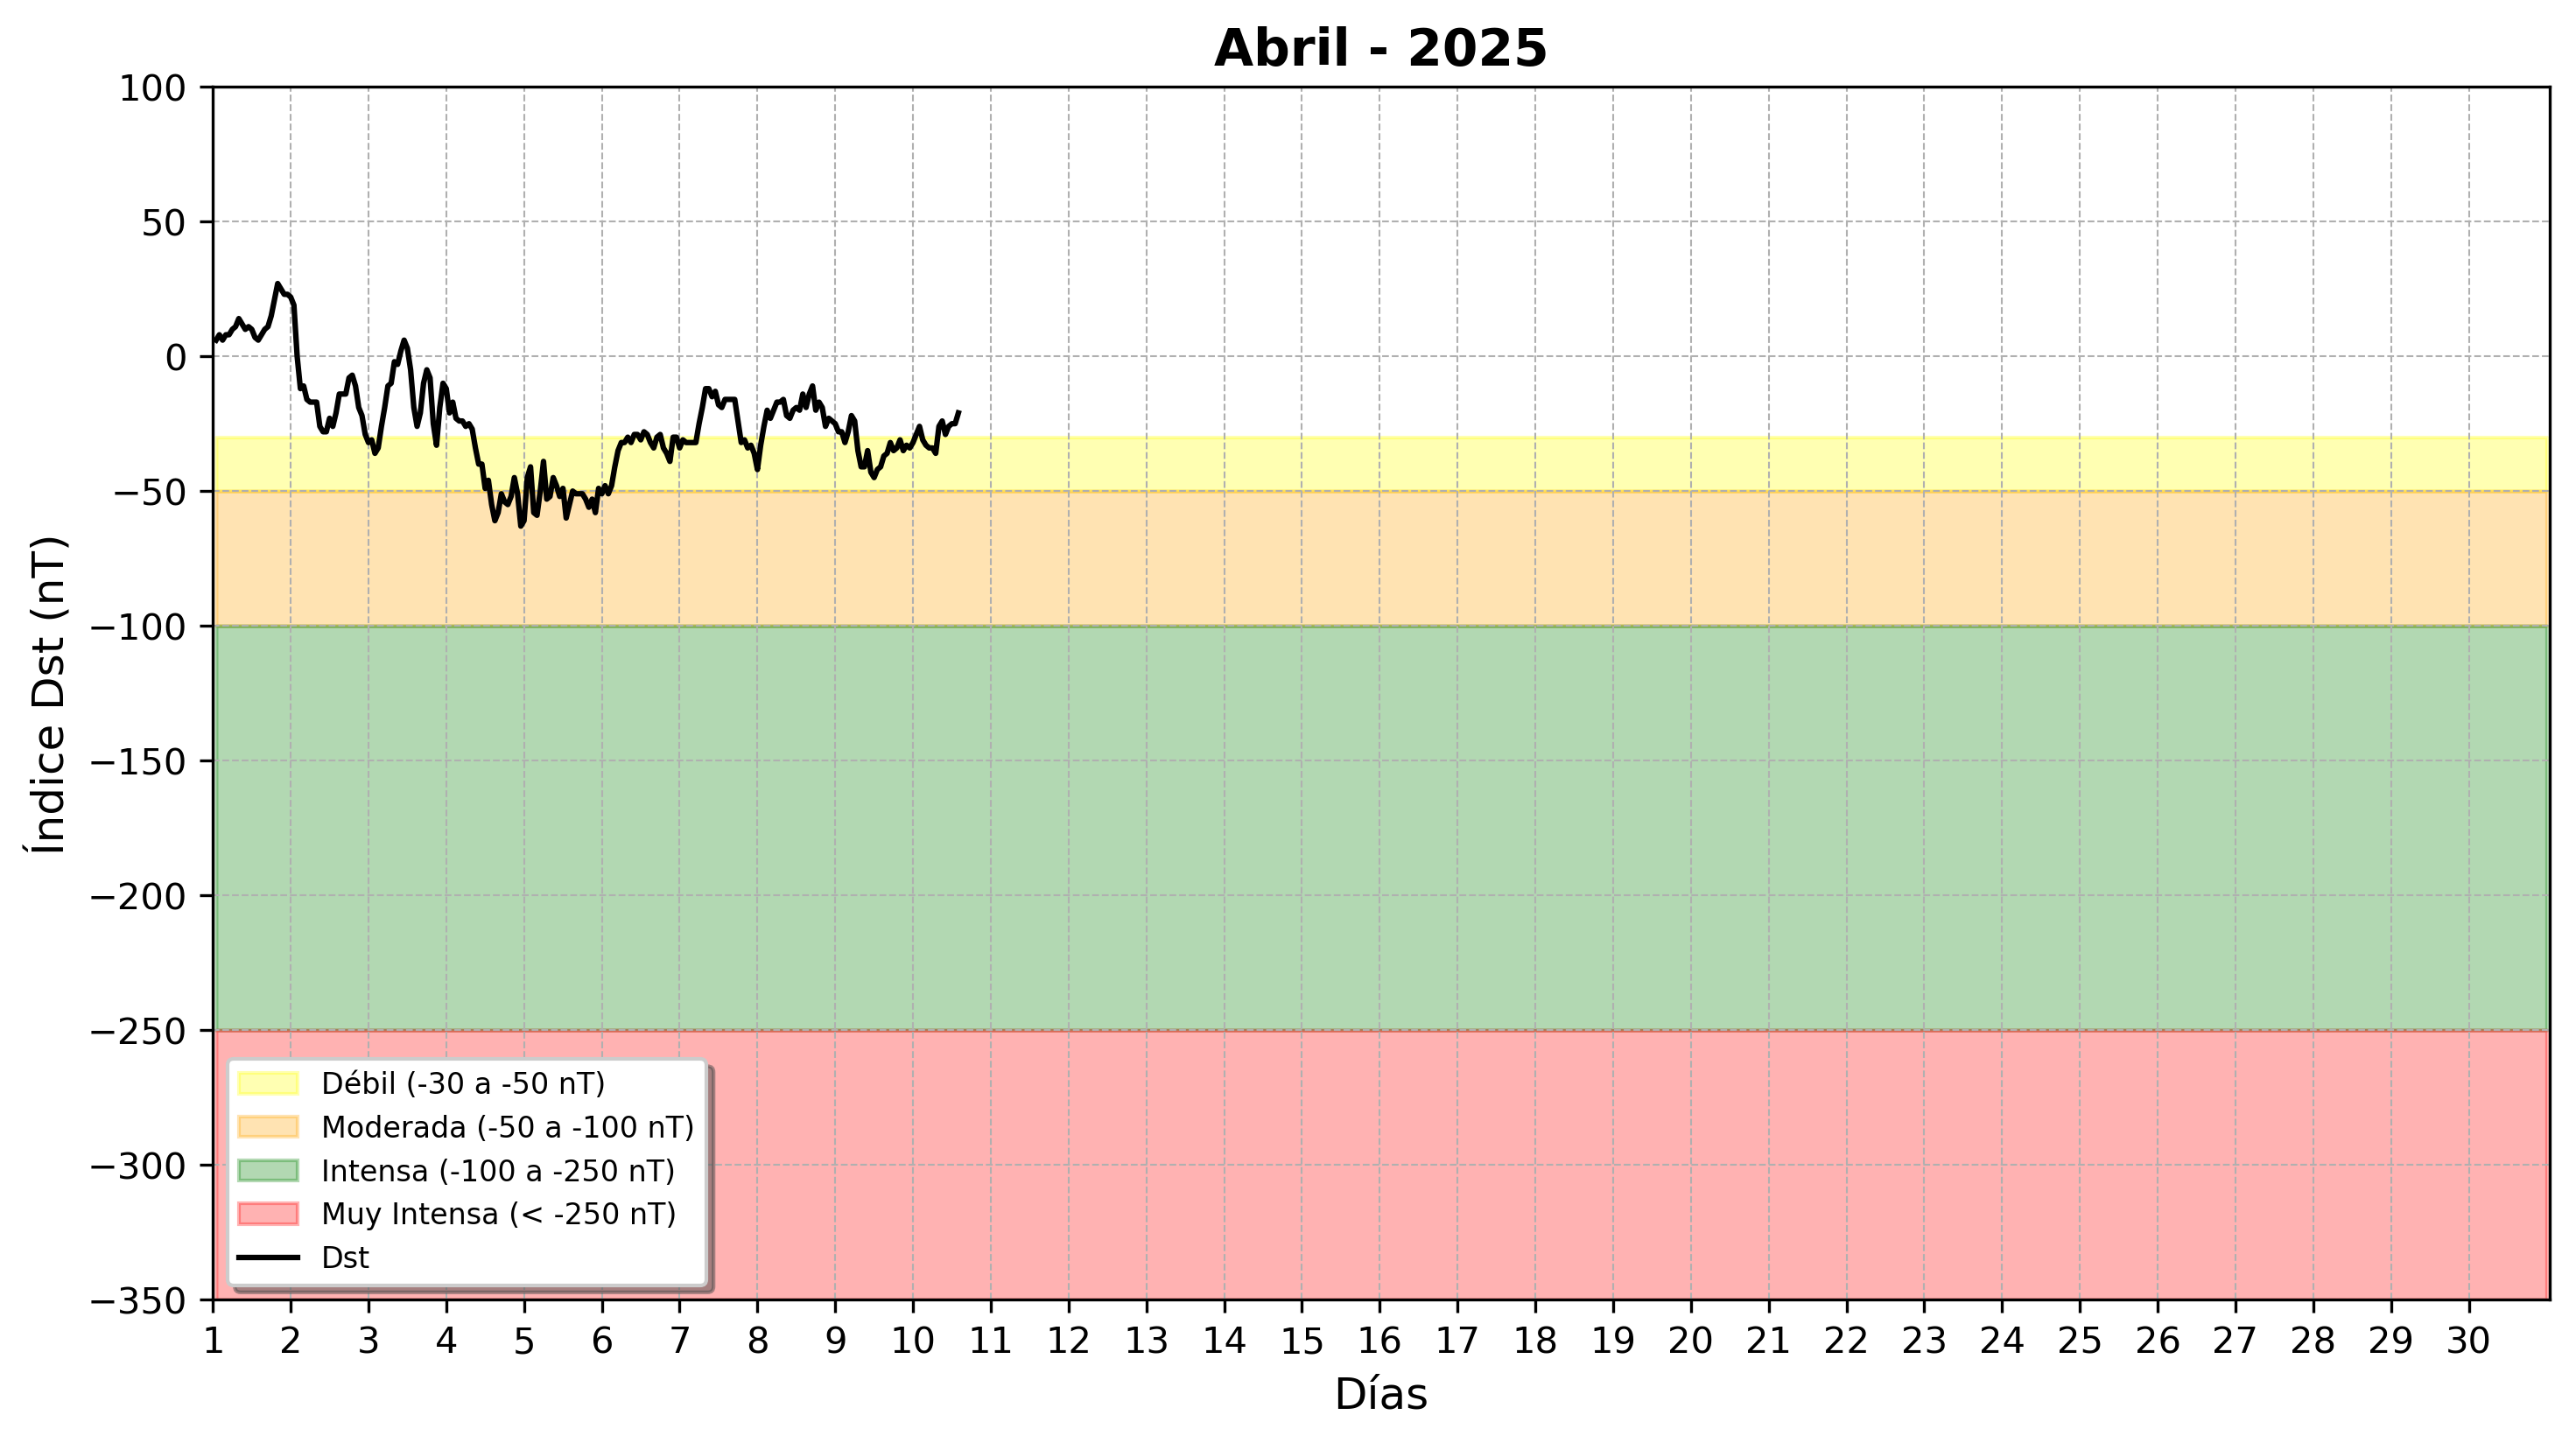 Abril - 2025
100
50
0
−50
−100
−150
−200
−250
−300
−350
Índice Dst (nT)
Débil (-30 a -50 nT)
Moderada (-50 a -100 nT)
Intensa (-100 a -250 nT)
Muy Intensa (< -250 nT)
Dst
1 2 3 4 5 6 7 8 9 10 11 12 13 14 15 16 17 18 19 20 21 22 23 24 25 26 27 28 29 30
Días